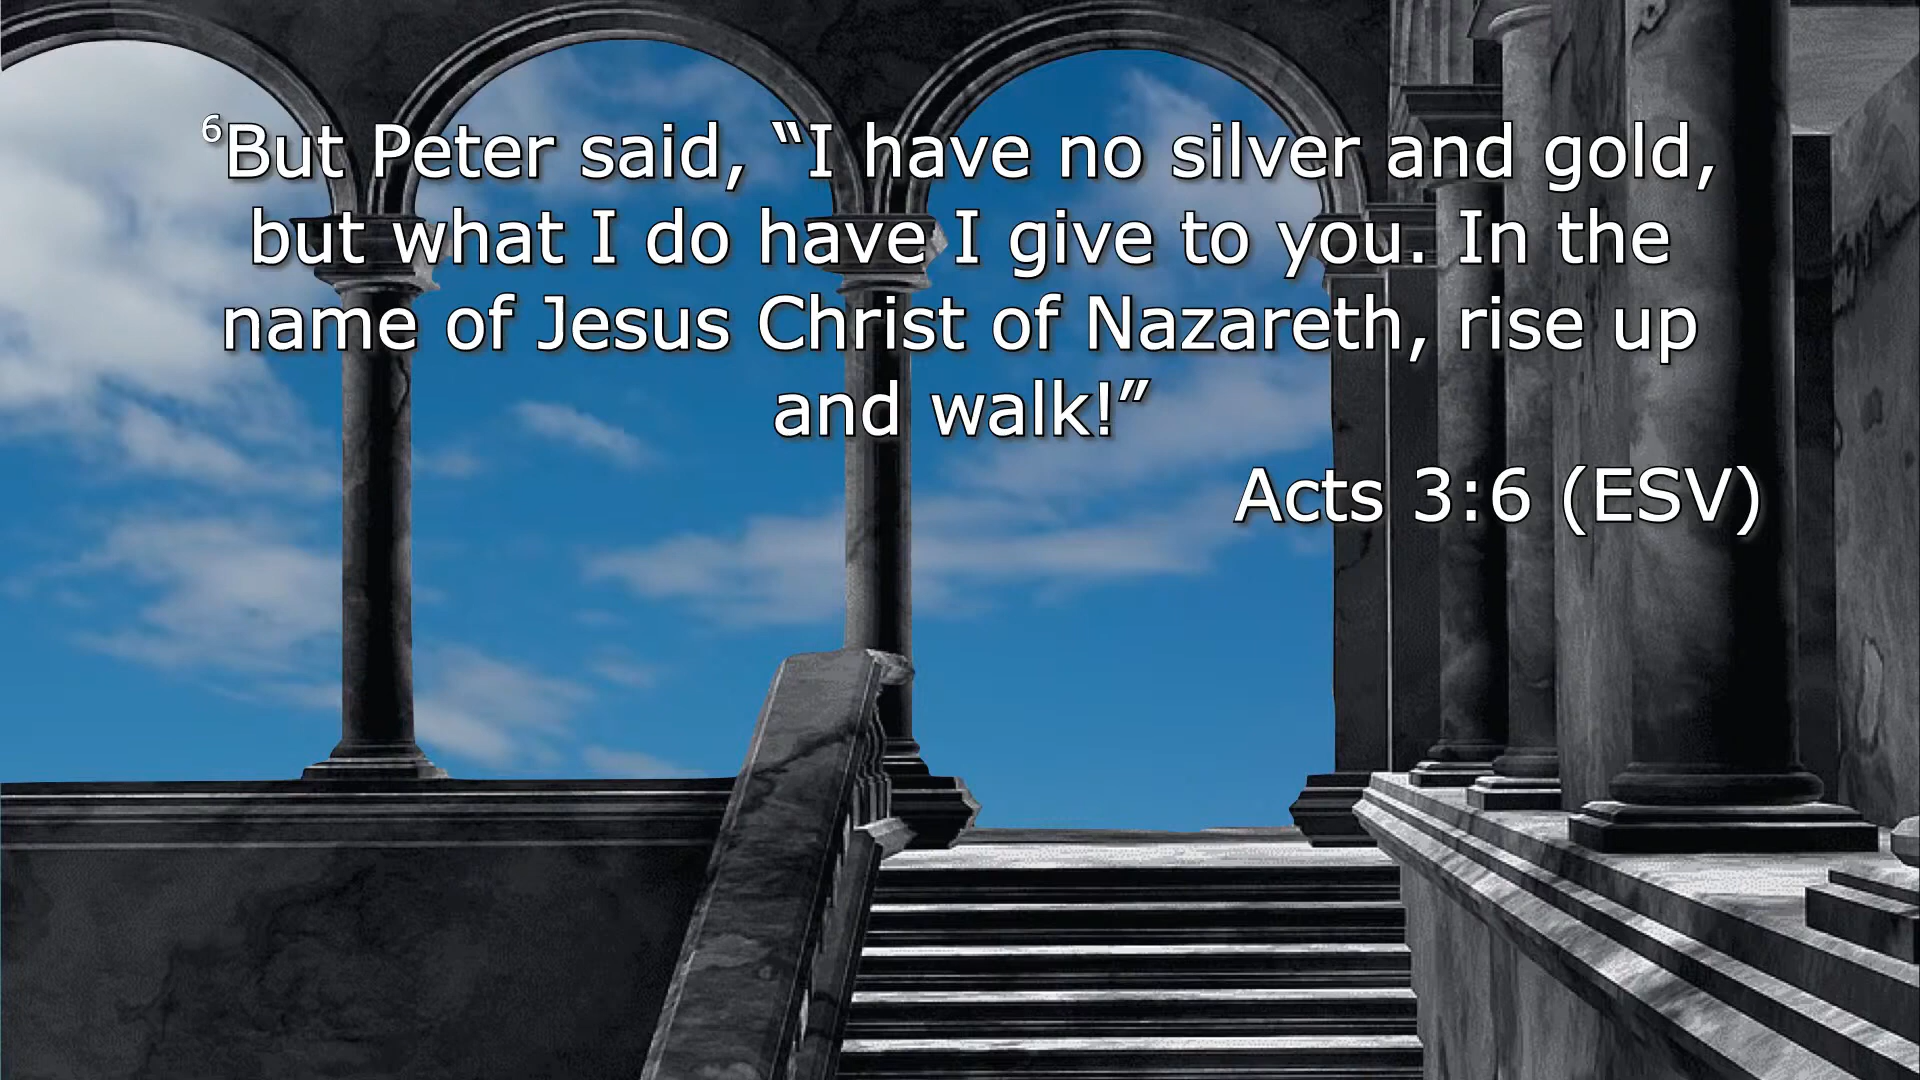 ⁶But Peter said, “I have no silver and gold,
but what I do have I give to you. In the
name of Jesus Christ of Nazareth, rise up
and walk!”
Acts 3:6 (ESV)